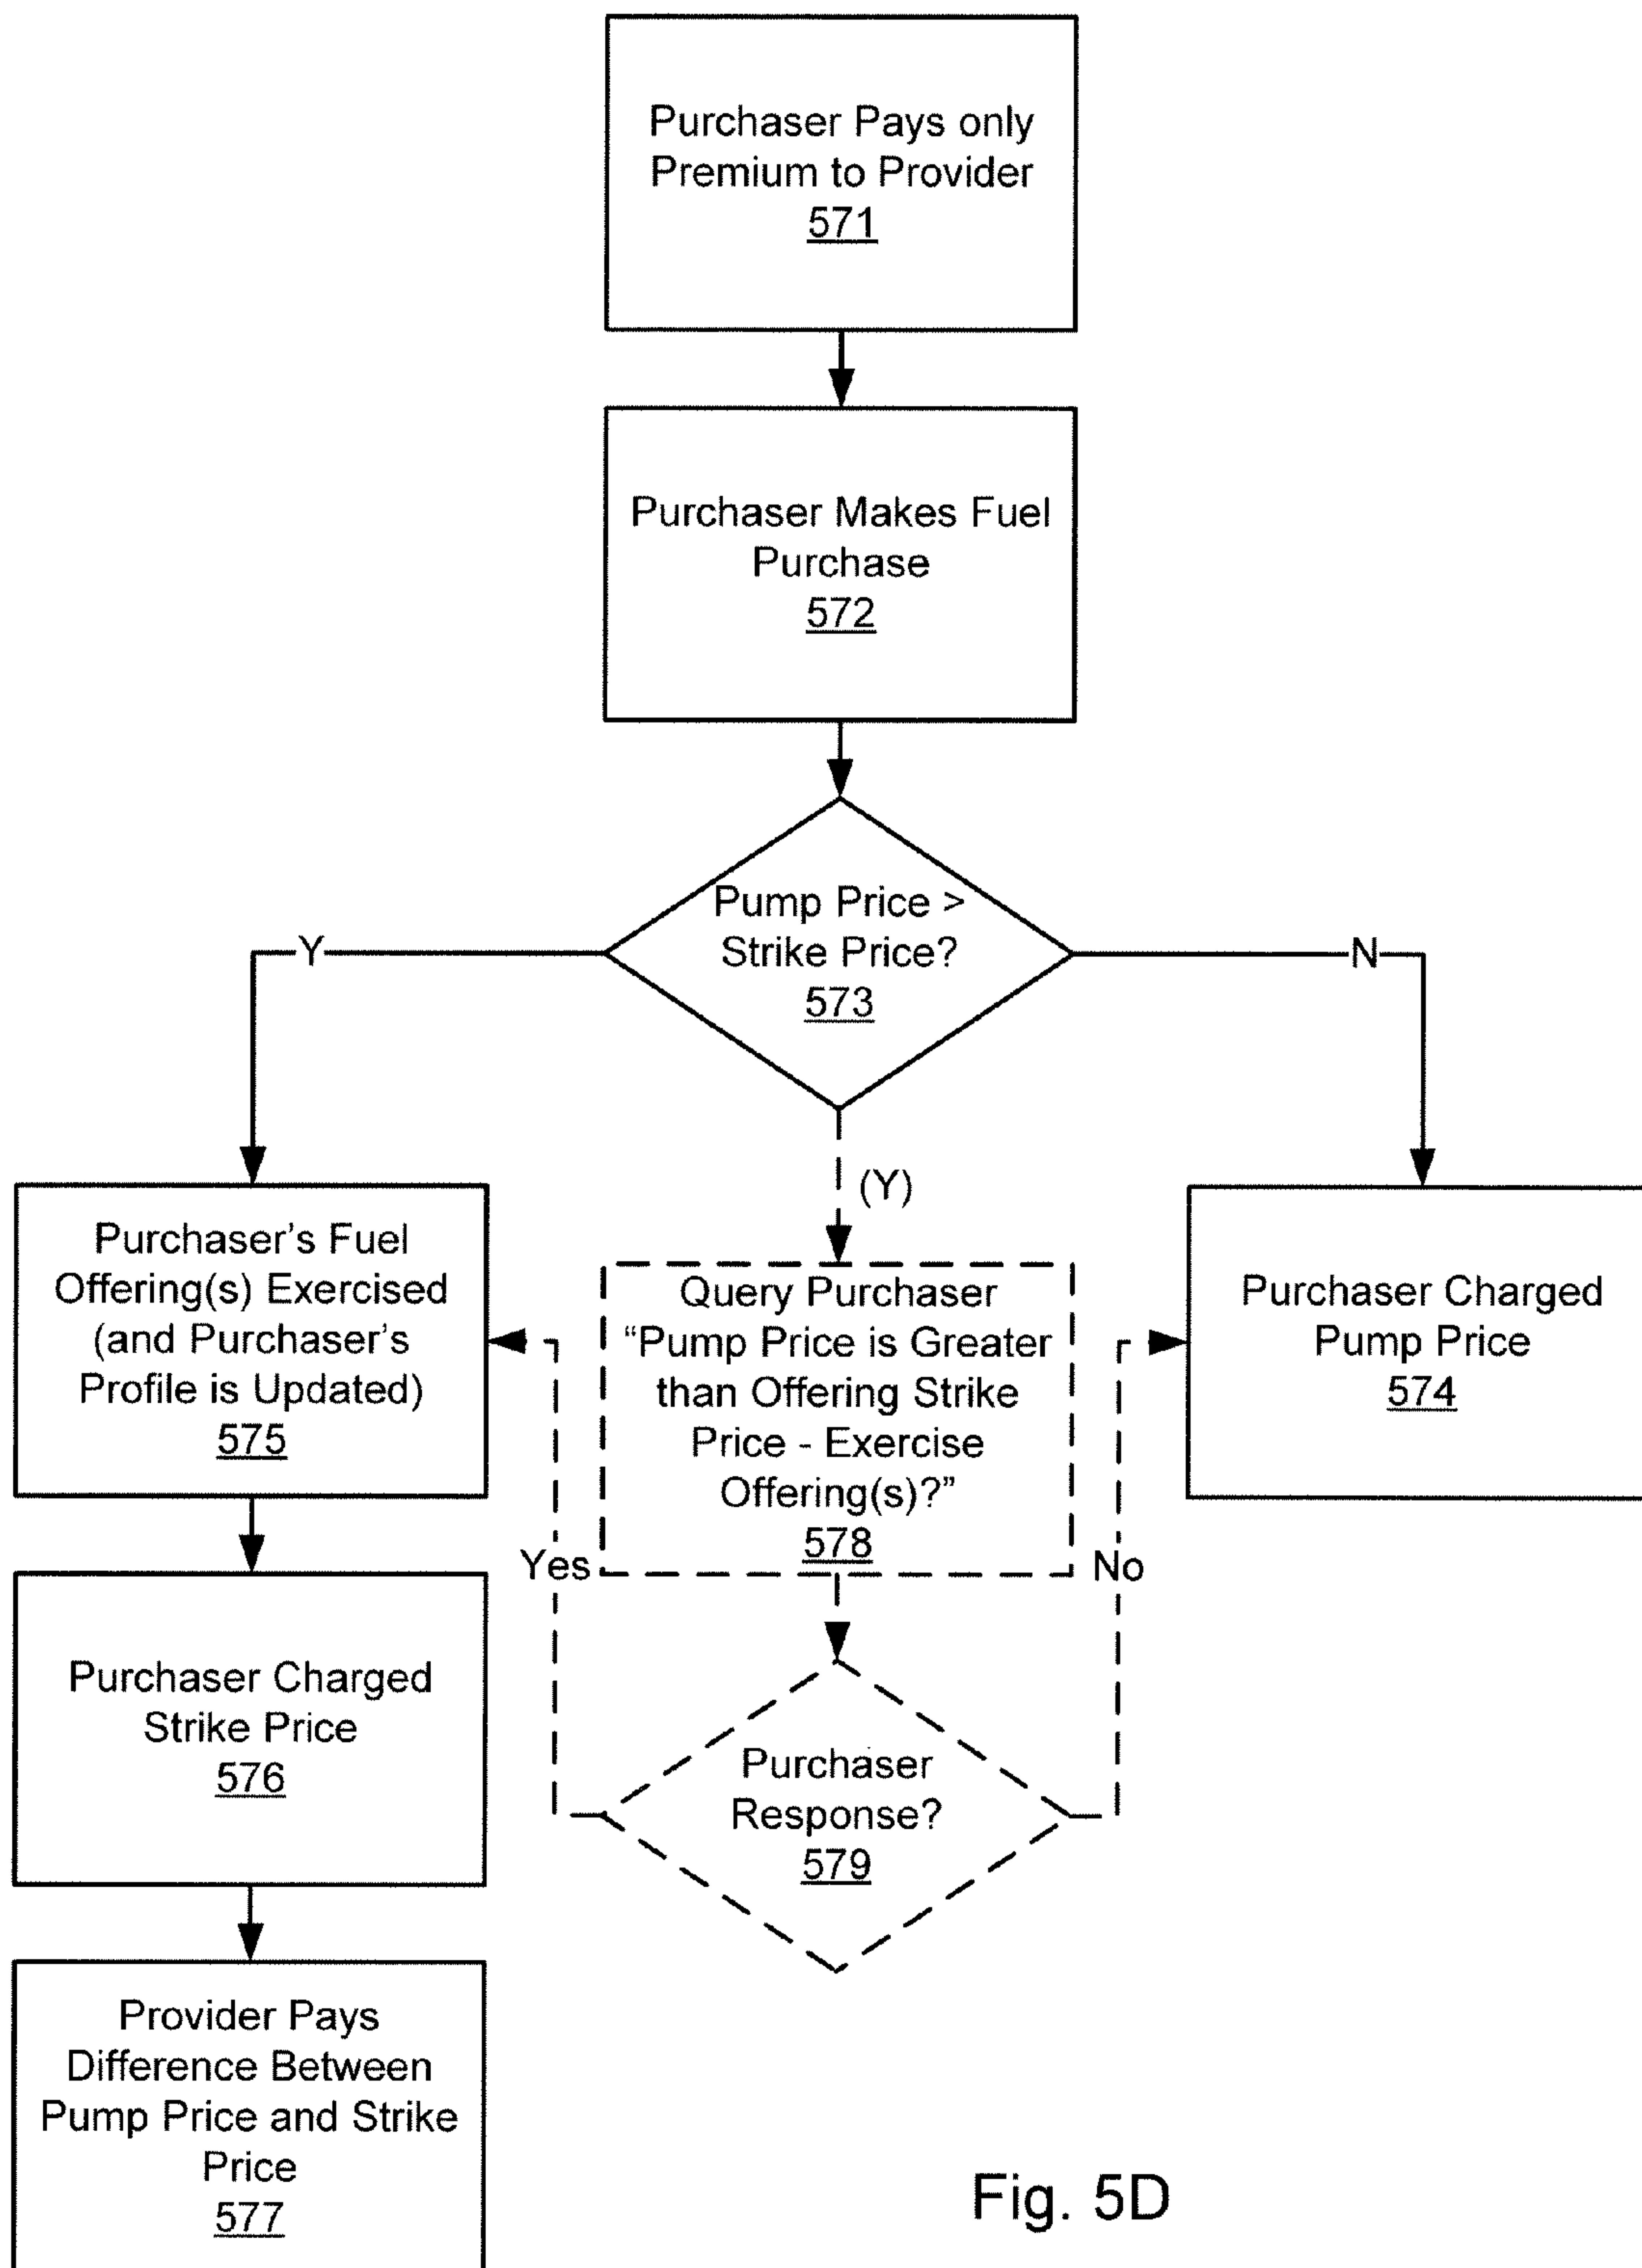 Purchaser Pays only
Premium to Provider
571
Purchaser Makes Fuel
Purchase
572
Pump Price >
Strike Price?
573
Y
N
(Y)
Purchaser's Fuel
Offering(s) Exercised
(and Purchaser's
Profile is Updated)
575
Query Purchaser
“Pump Price is Greater
than Offering Strike
Price - Exercise
Offering(s)?”
578
Purchaser Charged
Pump Price
574
Yes
No
Purchaser Charged
Strike Price
576
Purchaser
Response?
579
Provider Pays
Difference Between
Pump Price and Strike
Price
577
Fig. 5D